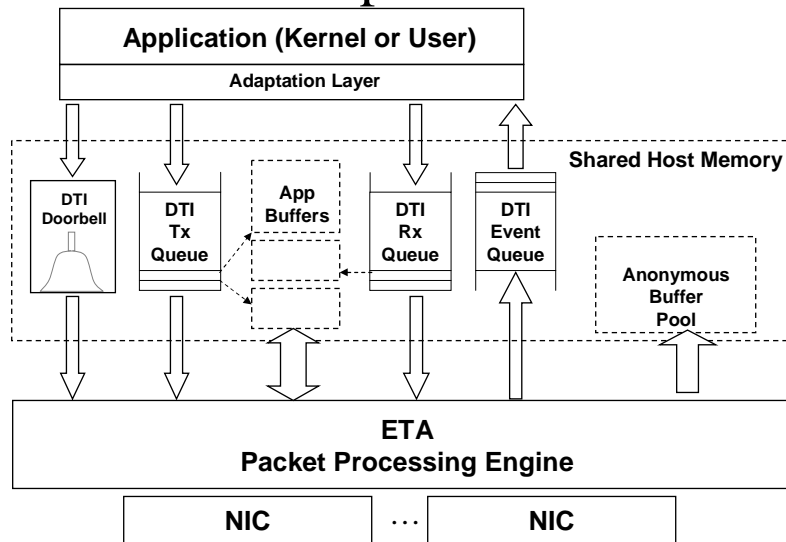 Application (Kernel or User)
Adaptation Layer
Shared Host Memory
DTI
Doorbell
DTI
Tx
Queue
App
Buffers
DTI
Rx
Queue
DTI
Event
Queue
Anonymous
Buffer
Pool
ETA
Packet Processing Engine
NIC
...
NIC